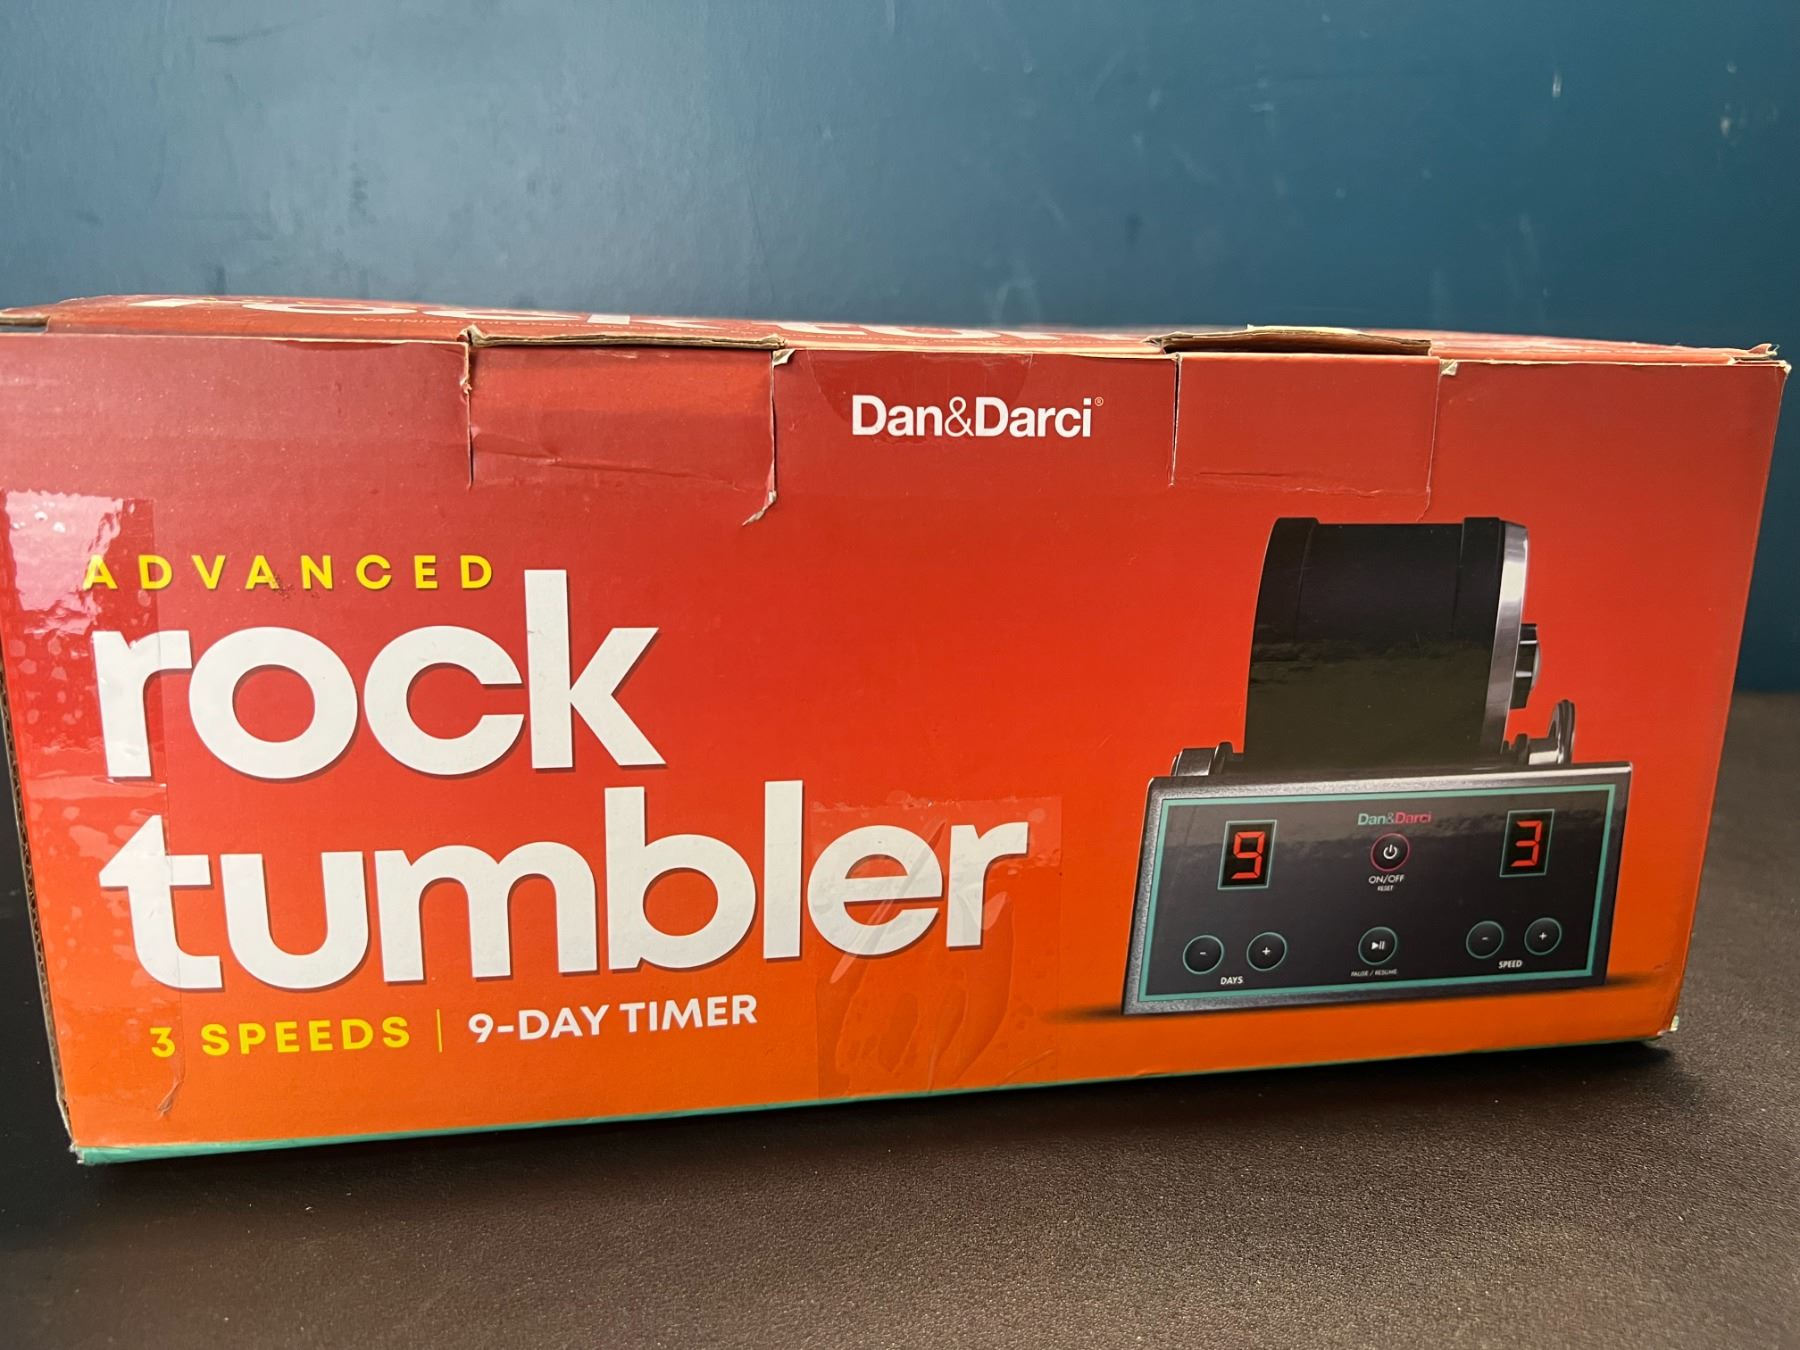 WARNING:
Dan&Darci®
ADVANCED
rock
tumbler
3 SPEEDS | 9-DAY TIMER
Dan&Darci
9
3
ON/OFF
RESET
- + - +
DAYS
PAUSE / RESUME
SPEED